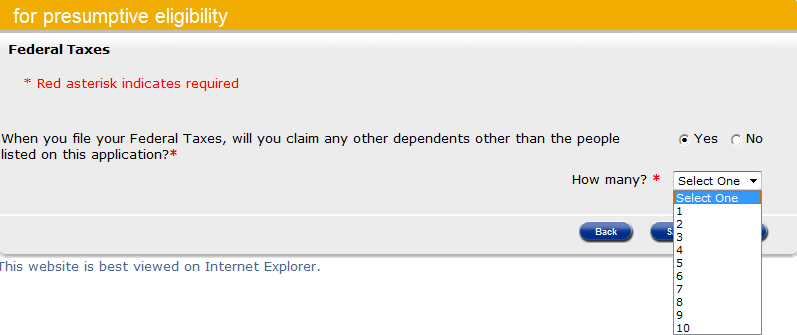 for presumptive eligibility
Federal Taxes
* Red asterisk indicates required
When you file your Federal Taxes, will you claim any other dependents other than the people
listed on this application?*
Yes No
How many? * Select One
Select One
1
2
3
4
5
6
7
8
9
10
Back
This website is best viewed on Internet Explorer.